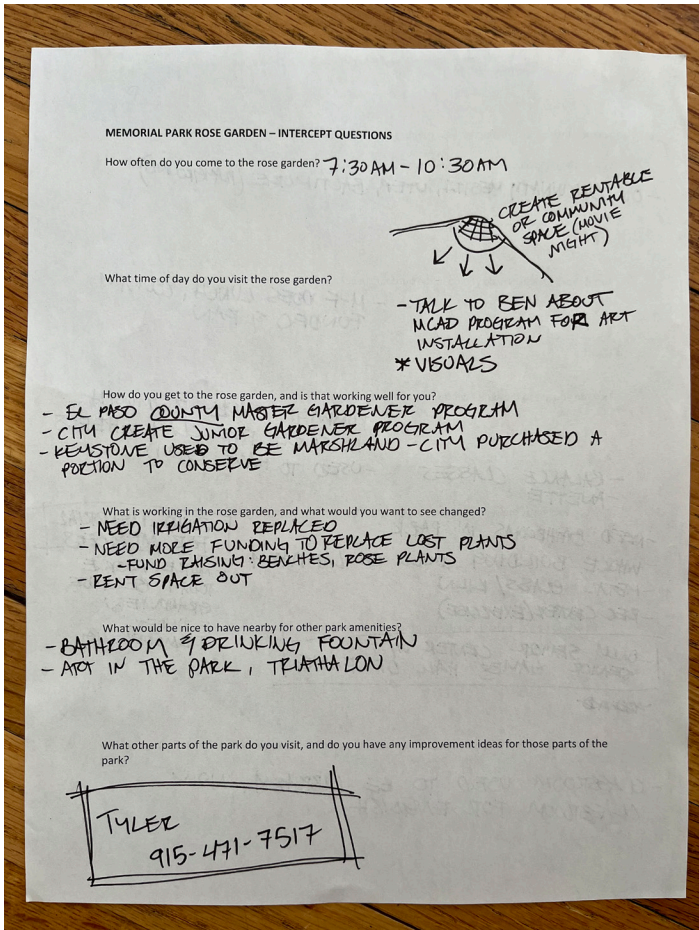 MEMORIAL PARK ROSE GARDEN – INTERCEPT QUESTIONS
How often do you come to the rose garden? 7:30AM - 10:30AM
CREATE RENTABLE
OR COMMUNITY
SPACE (MOVIE
NIGHT)
What time of day do you visit the rose garden?
- TALK TO BEN ABOUT
MCAD PROGRAM FOR ART
INSTALLATION
* VISUALS
How do you get to the rose garden, and is that working well for you?
- EL PASO COUNTY MASTER GARDENER PROGRAM
- CITY CREATE JUNIOR GARDENER PROGRAM
- KEYSTONE USED TO BE MARSHLAND - CITY PURCHASED A
PORTION TO CONSERVE
What is working in the rose garden, and what would you want to see changed?
- NEED IRRIGATION REPLACED
- NEED MORE FUNDING TO REPLACE LOST PLANTS
- FUND RAISING: BENCHES, ROSE PLANTS
- RENT SPACE OUT
What would be nice to have nearby for other park amenities?
- BATHROOM & DRINKING FOUNTAIN
- ART IN THE PARK, TRIATHALON
What other parts of the park do you visit, and do you have any improvement ideas for those parts of the
park?
TYLER
915-471-7517